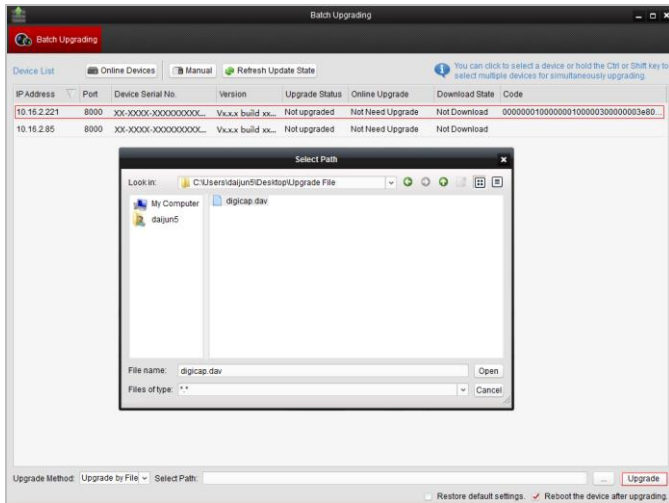 Batch Upgrading
Batch Upgrading
Device List Online Devices Manual Refresh Update State You can click to select a device or hold the Ctrl or Shift key to
select multiple devices for simultaneously upgrading.
IP Address Port Device Serial No. Version Upgrade Status Online Upgrade Download State Code
10.16.2.221 8000 XX-XXXX-XXXXXXXXX... Vx.x.x build xx... Not upgraded Not Need Upgrade Not Download
10.16.2.85 8000 XX-XXXX-XXXXXXXXX... Vx.x.x build xx... Not upgraded Not Need Upgrade Not Download
Select Path
Look in: C:\Users\daijun5\Desktop\Upgrade File
My Computer digicap.dav
daijun5
File name: digicap.dav Open
Files of type: *.* Cancel
Upgrade Method: Upgrade by File Select Path: ... Upgrade
Restore default settings. Reboot the device after upgrading.